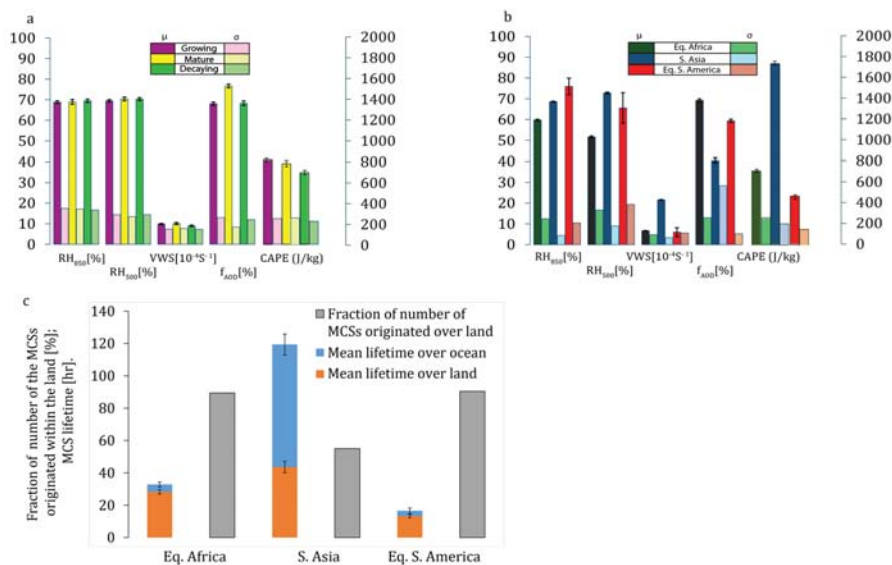 a
μ
σ
Growing
Mature
Decaying
100
90
80
70
60
50
40
30
20
10
0
2000
1800
1600
1400
1200
1000
800
600
400
200
0
RH₈₅₀[%]
VWS[10⁻⁴S⁻¹]
CAPE (J/kg)
RH₅₀₀[%]
f_AOD[%]
b
μ
σ
Eq. Africa
S. Asia
Eq. S. America
100
90
80
70
60
50
40
30
20
10
0
2000
1800
1600
1400
1200
1000
800
600
400
200
0
RH₈₅₀[%]
VWS[10⁻⁴S⁻¹]
CAPE (J/kg)
RH₅₀₀[%]
f_AOD[%]
c
Fraction of number of the MCSs
originated within the land [%];
MCS lifetime [hr].
140
120
100
80
60
40
20
0
Fraction of number of
MCSs originated over land
Mean lifetime over ocean
Mean lifetime over land
Eq. Africa
S. Asia
Eq. S. America